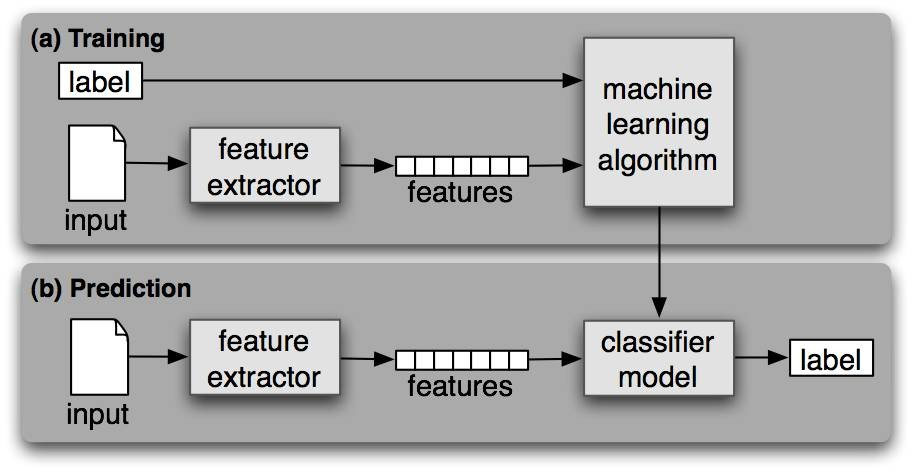 (a) Training
label
machine
learning
algorithm
feature
extractor
features
input
(b) Prediction
feature
extractor
classifier
model
label
features
input